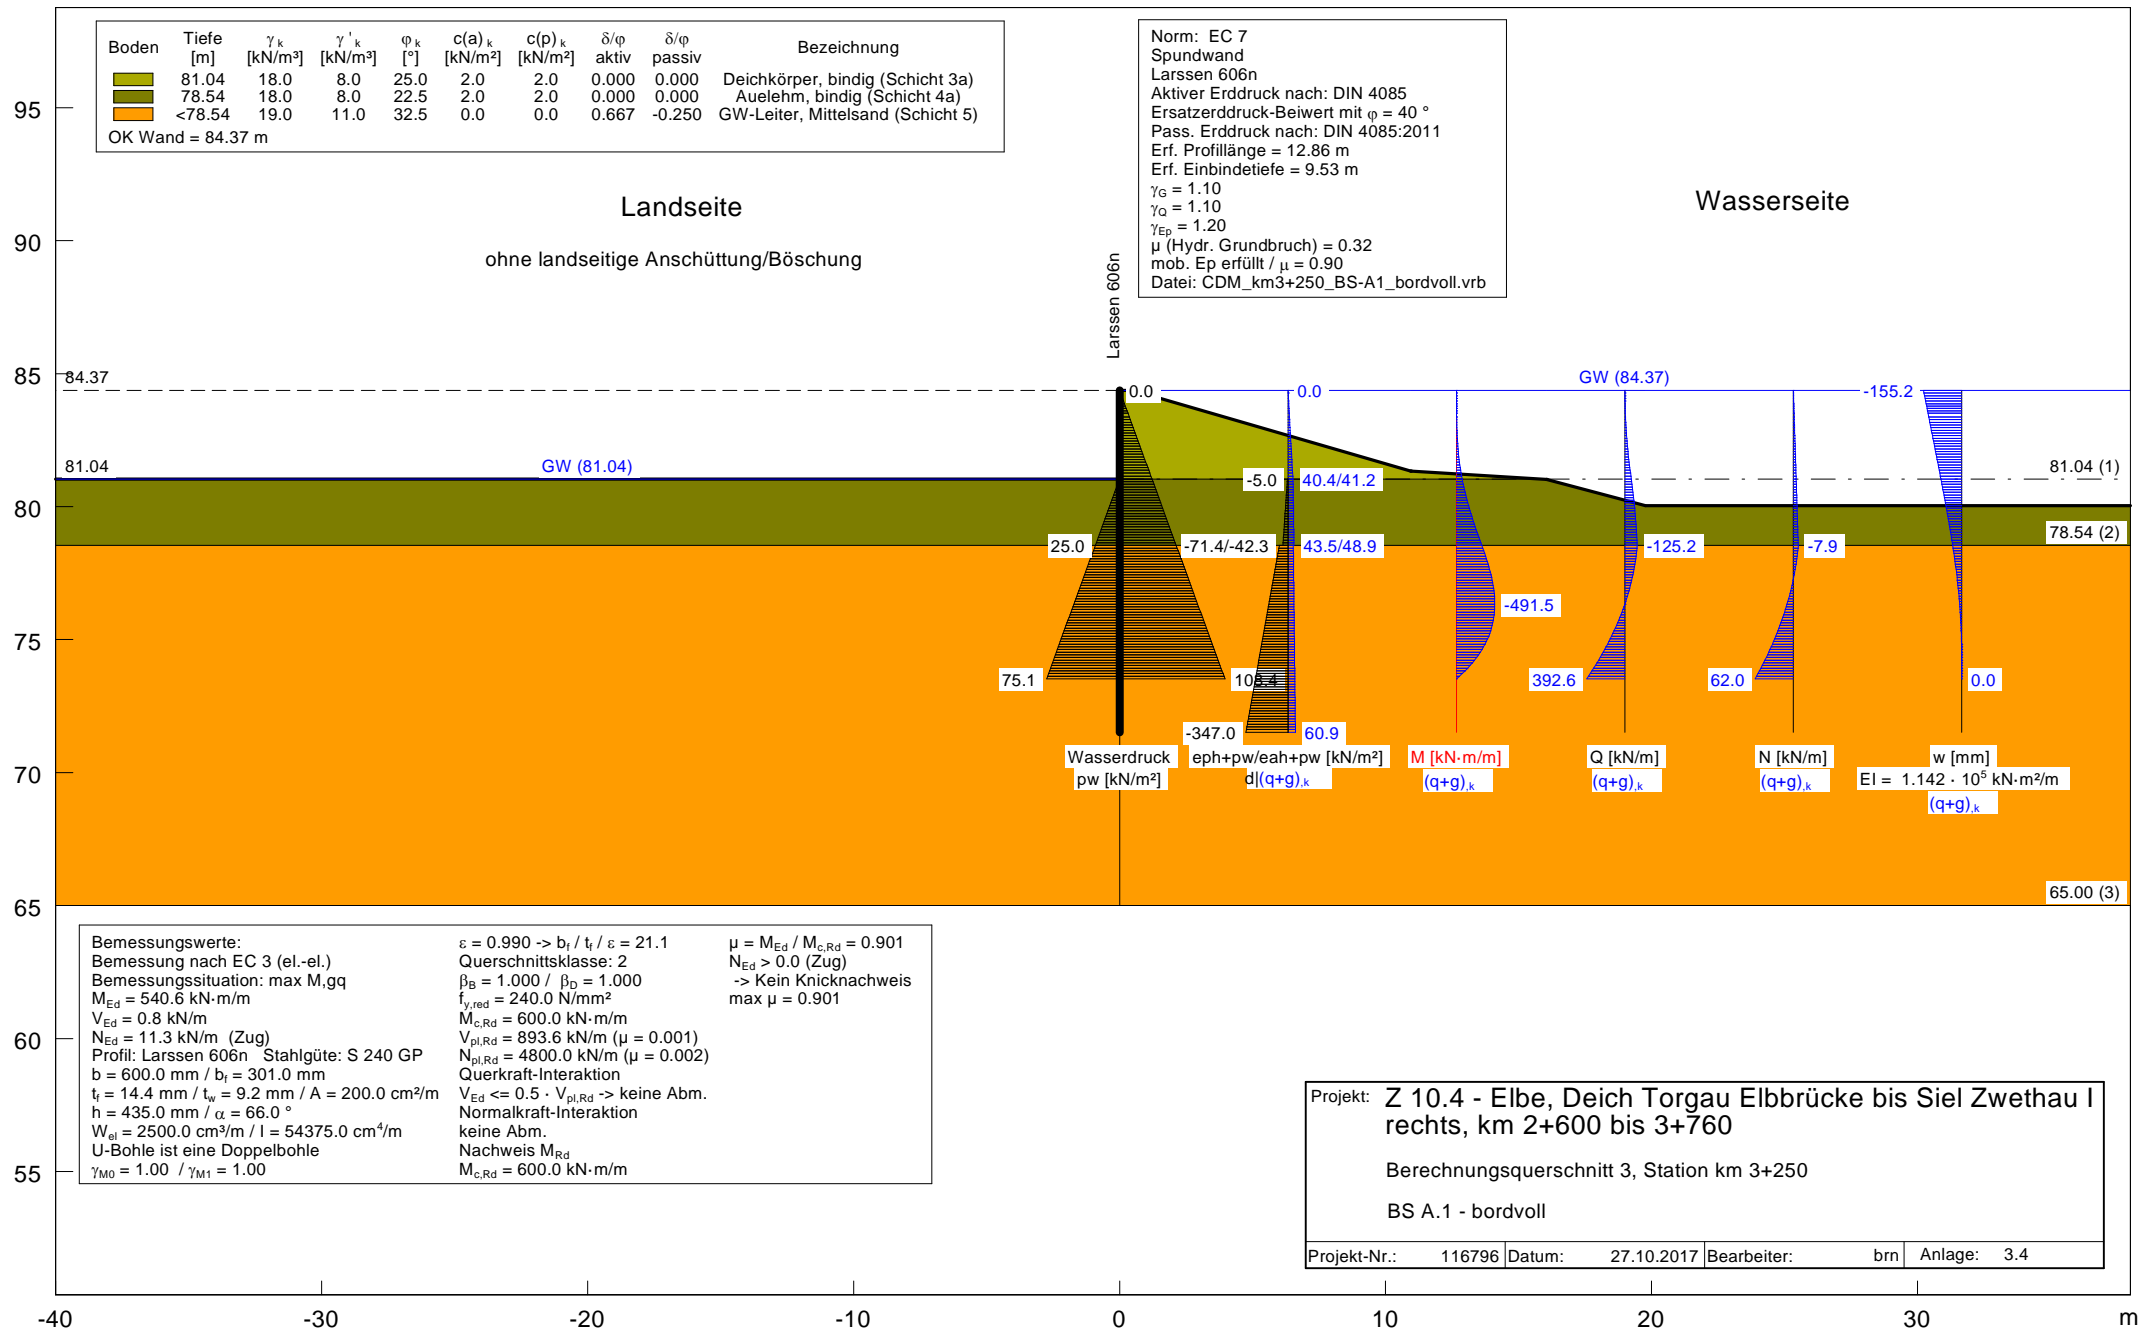 Boden Tiefe [m] γk [kN/m³] γ'k [kN/m³] φk [°] c(a)k [kN/m²] c(p)k [kN/m²] δ/φ aktiv δ/φ passiv Bezeichnung
81.04 18.0 8.0 25.0 2.0 2.0 0.000 0.000 Deichkörper, bindig (Schicht 3a)
78.54 18.0 8.0 22.5 2.0 2.0 0.000 0.000 Auelehm, bindig (Schicht 4a)
<78.54 19.0 11.0 32.5 0.0 0.0 0.667 -0.250 GW-Leiter, Mittelsand (Schicht 5)
OK Wand = 84.37 m
Norm: EC 7
Spundwand
Larssen 606n
Aktiver Erddruck nach: DIN 4085
Ersatzerddruck-Beiwert mit φ = 40 °
Pass. Erddruck nach: DIN 4085:2011
Erf. Profillänge = 12.86 m
Erf. Einbindetiefe = 9.53 m
γG = 1.10
γQ = 1.10
γEp = 1.20
µ (Hydr. Grundbruch) = 0.32
mob. Ep erfüllt / µ = 0.90
Datei: CDM_km3+250_BS-A1_bordvoll.vrb
Landseite
Wasserseite
ohne landseitige Anschüttung/Böschung
Larssen 606n
95
90
85
80
75
70
65
60
55
84.37
0.0
0.0
GW (84.37)
-155.2
81.04
GW (81.04)
-5.0
40.4/41.2
81.04 (1)
25.0
-71.4/-42.3
43.5/48.9
-125.2
-7.9
78.54 (2)
-491.5
75.1
108.4
392.6
62.0
0.0
-347.0
60.9
Wasserdruck
pw [kN/m²]
eph+pw/eah+pw [kN/m²]
d|(q+g),k
M [kN·m/m]
(q+g),k
Q [kN/m]
(q+g),k
N [kN/m]
(q+g),k
w [mm]
EI = 1.142 · 10⁵ kN·m²/m
(q+g),k
65.00 (3)
Bemessungswerte:
Bemessung nach EC 3 (el.-el.)
Bemessungssituation: max M,gq
MEd = 540.6 kN·m/m
VEd = 0.8 kN/m
NEd = 11.3 kN/m (Zug)
Profil: Larssen 606n Stahlgüte: S 240 GP
b = 600.0 mm / bf = 301.0 mm
tf = 14.4 mm / tw = 9.2 mm / A = 200.0 cm²/m
h = 435.0 mm / α = 66.0 °
Wel = 2500.0 cm³/m / I = 54375.0 cm⁴/m
U-Bohle ist eine Doppelbohle
γM0 = 1.00 / γM1 = 1.00
ε = 0.990 -> bf / tf / ε = 21.1
Querschnittsklasse: 2
βB = 1.000 / βD = 1.000
fy,red = 240.0 N/mm²
Mc,Rd = 600.0 kN·m/m
Vpl,Rd = 893.6 kN/m (µ = 0.001)
Npl,Rd = 4800.0 kN/m (µ = 0.002)
Querkraft-Interaktion
VEd <= 0.5 · Vpl,Rd -> keine Abm.
Normalkraft-Interaktion
keine Abm.
Nachweis MRd
Mc,Rd = 600.0 kN·m/m
µ = MEd / Mc,Rd = 0.901
NEd > 0.0 (Zug)
-> Kein Knicknachweis
max µ = 0.901
Projekt: Z 10.4 - Elbe, Deich Torgau Elbbrücke bis Siel Zwethau I
rechts, km 2+600 bis 3+760
Berechnungsquerschnitt 3, Station km 3+250
BS A.1 - bordvoll
Projekt-Nr.: 116796 Datum: 27.10.2017 Bearbeiter: brn Anlage: 3.4
-40 -30 -20 -10 0 10 20 30 m